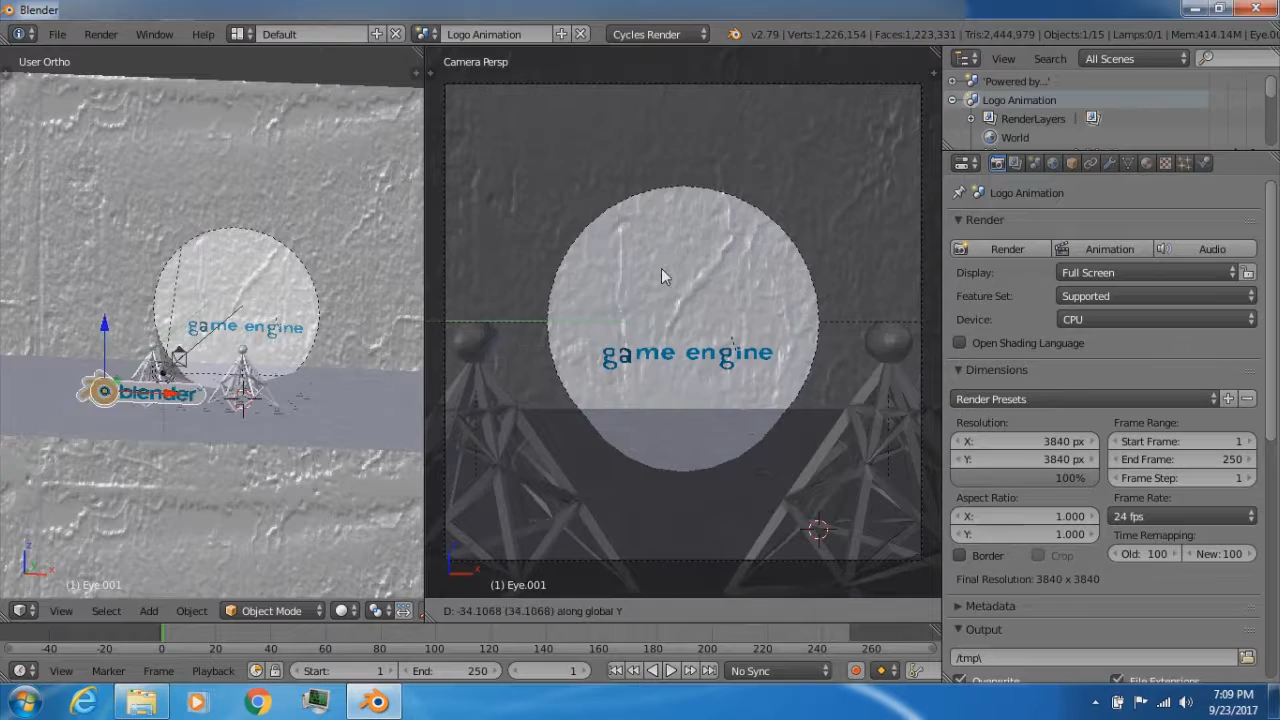 Blender
File Render Window Help Default Logo Animation Cycles Render v2.79 | Verts:1,226,154 | Faces:1,223,331 | Tris:2,444,979 | Objects:1/15 | Lamps:0/1 | Mem:414.14M | Eye.0
User Ortho
Camera Persp
View Search All Scenes
'Powered by...'
Logo Animation
RenderLayers
World
Logo Animation
Render
Render Animation Audio
Display: Full Screen
Feature Set: Supported
Device: CPU
Open Shading Language
Dimensions
Render Presets
Resolution: Frame Range:
X: 3840 px Start Frame: 1
Y: 3840 px End Frame: 250
100% Frame Step: 1
Aspect Ratio: Frame Rate:
X: 1.000 24 fps
Y: 1.000 Time Remapping:
Border Crop Old: 100 New: 100
Final Resolution: 3840 x 3840
Metadata
Output
/tmp\
Overwrite File Extensions
game engine
blender
game engine
z
x
(1) Eye.001
z
x
(1) Eye.001
View Select Add Object Object Mode
D: -34.1068 (34.1068) along global Y
-40 -20 0 20 40 60 80 100 120 140 160 180 200 220 240 260
View Marker Frame Playback Start: 1 End: 250 1 No Sync
7:09 PM
9/23/2017